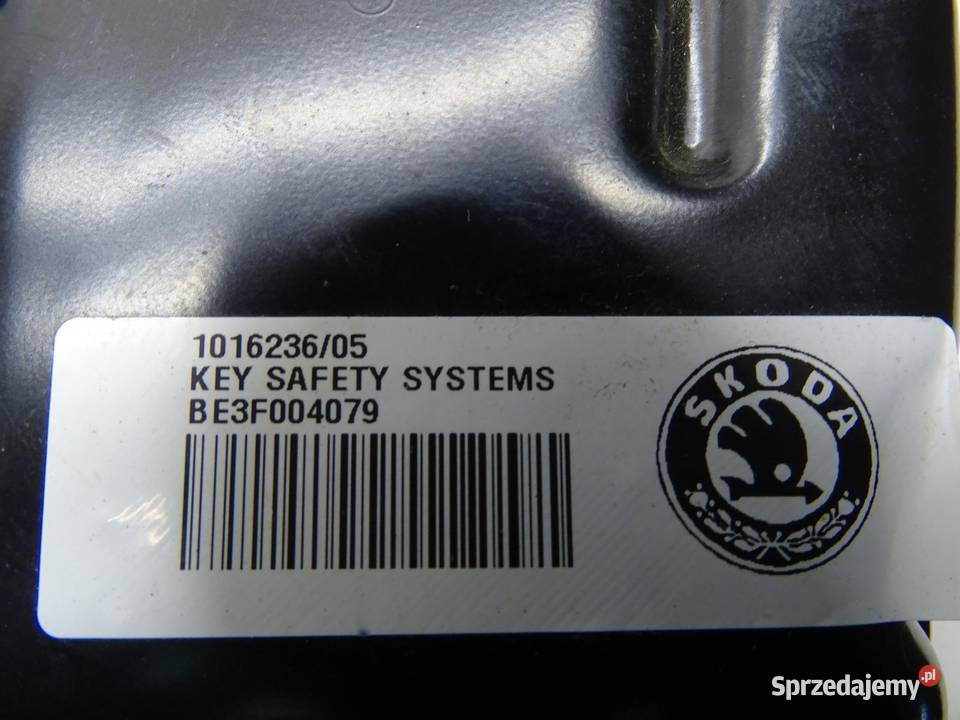 1016236/05
KEY SAFETY SYSTEMS
BE3F004079
SKODA
Sprzedajemy.pl